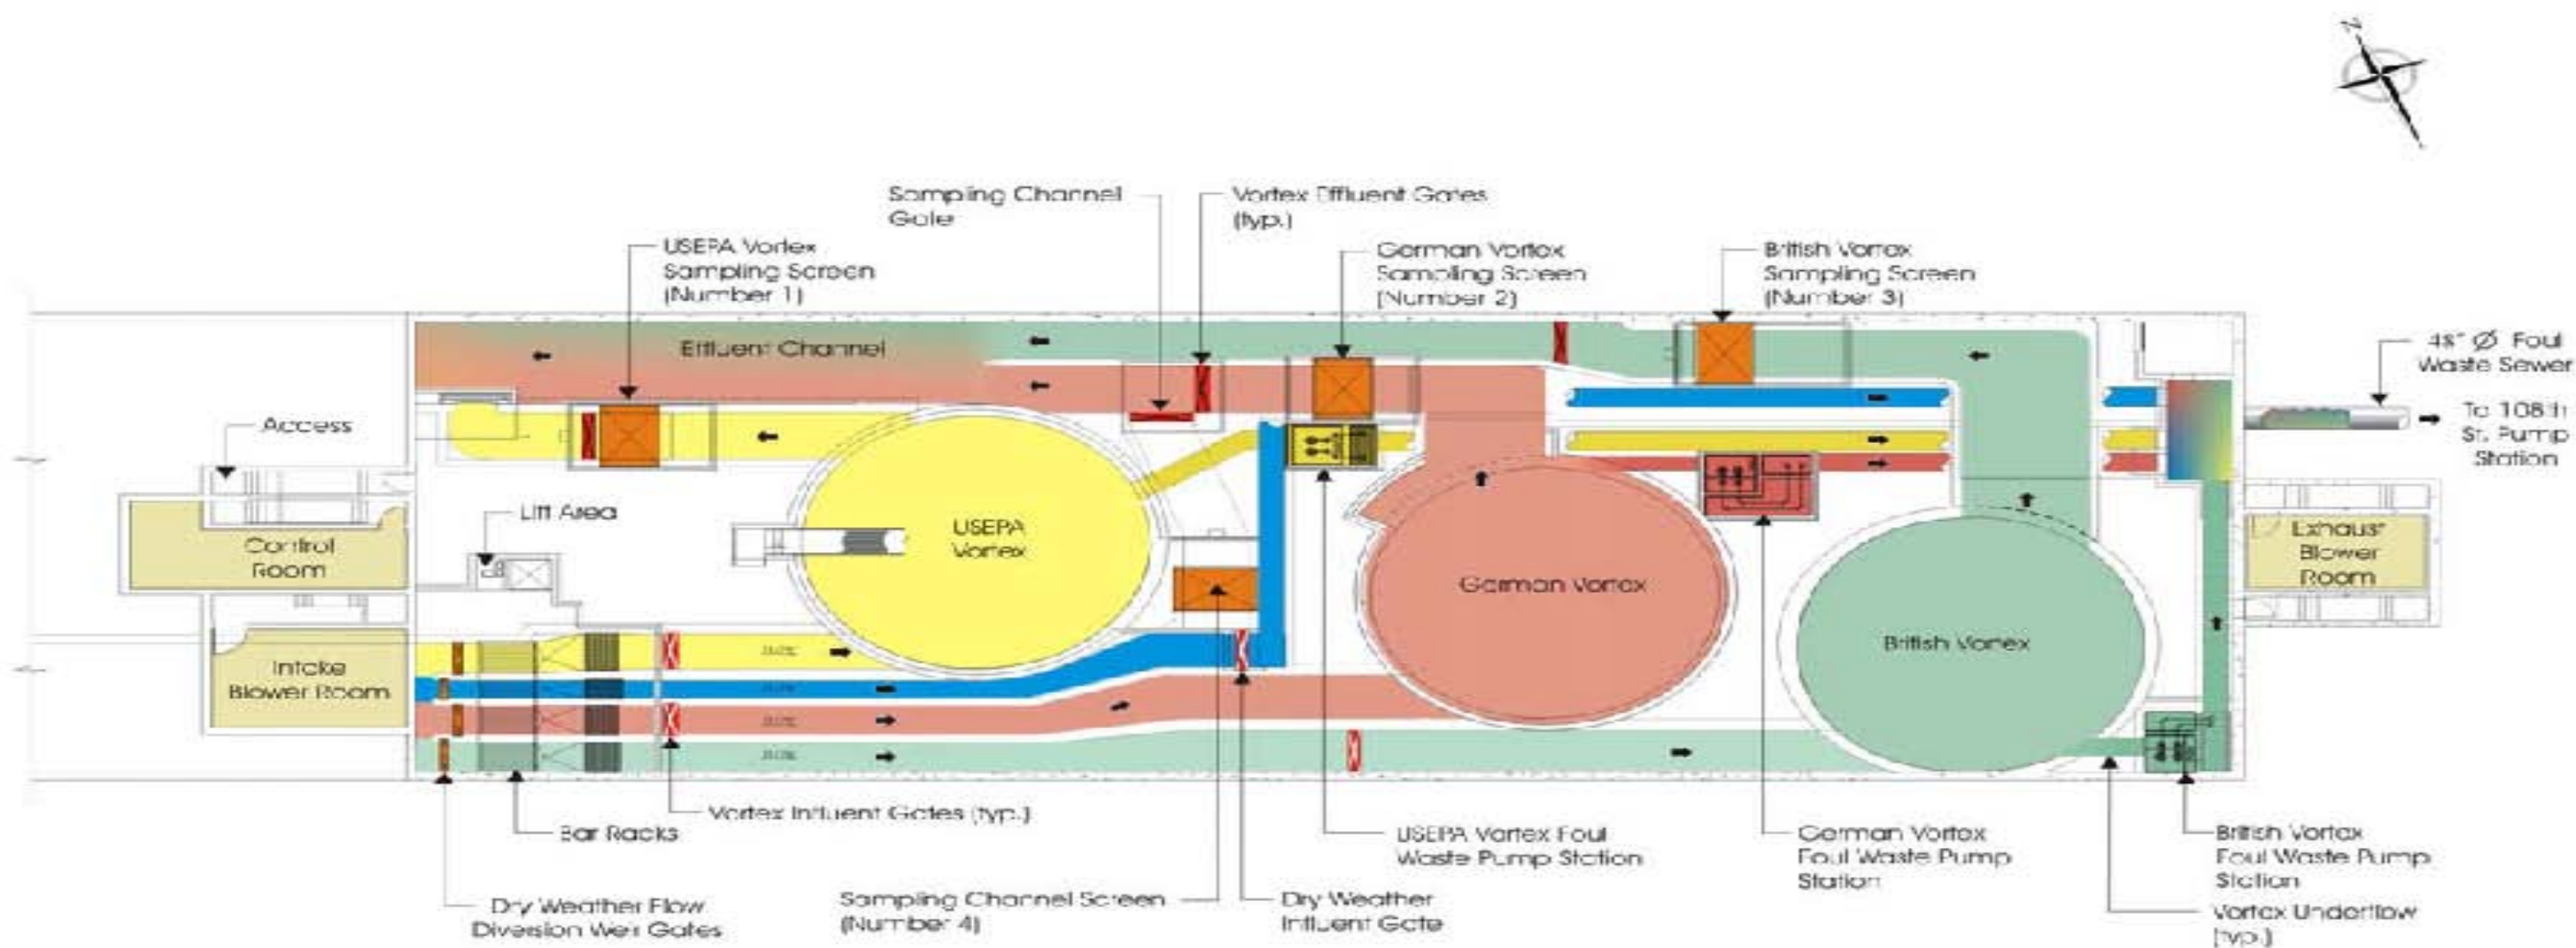 N
Sampling Channel
Gate
Vortex Effluent Gates
(typ.)
USEPA Vortex
Sampling Screen
(Number 1)
German Vortex
Sampling Screen
(Number 2)
British Vortex
Sampling Screen
(Number 3)
Effluent Channel
48" Ø Foul
Waste Sewer
To 108th
St. Pump
Station
Access
Control
Room
Lift Area
USEPA
Vortex
German Vortex
British Vortex
Exhaust
Blower
Room
Intake
Blower Room
Vortex Influent Gates (typ.)
Bar Racks
Dry Weather Flow
Diversion Weir Gates
Sampling Channel Screen
(Number 4)
Dry Weather
Influent Gate
USEPA Vortex Foul
Waste Pump Station
German Vortex
Foul Waste Pump
Station
British Vortex
Foul Waste Pump
Station
Vortex Underflow
(typ.)